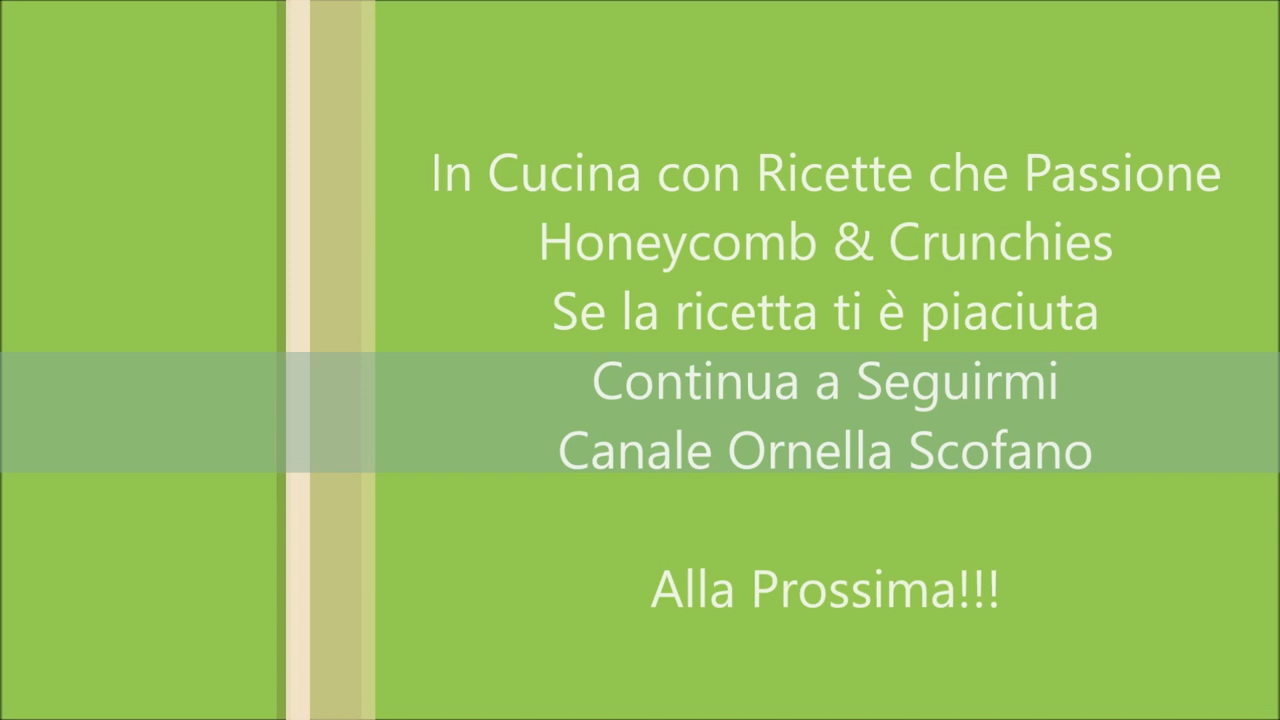 In Cucina con Ricette che Passione
Honeycomb & Crunchies
Se la ricetta ti è piaciuta
Continua a Seguirmi
Canale Ornella Scofano
Alla Prossima!!!